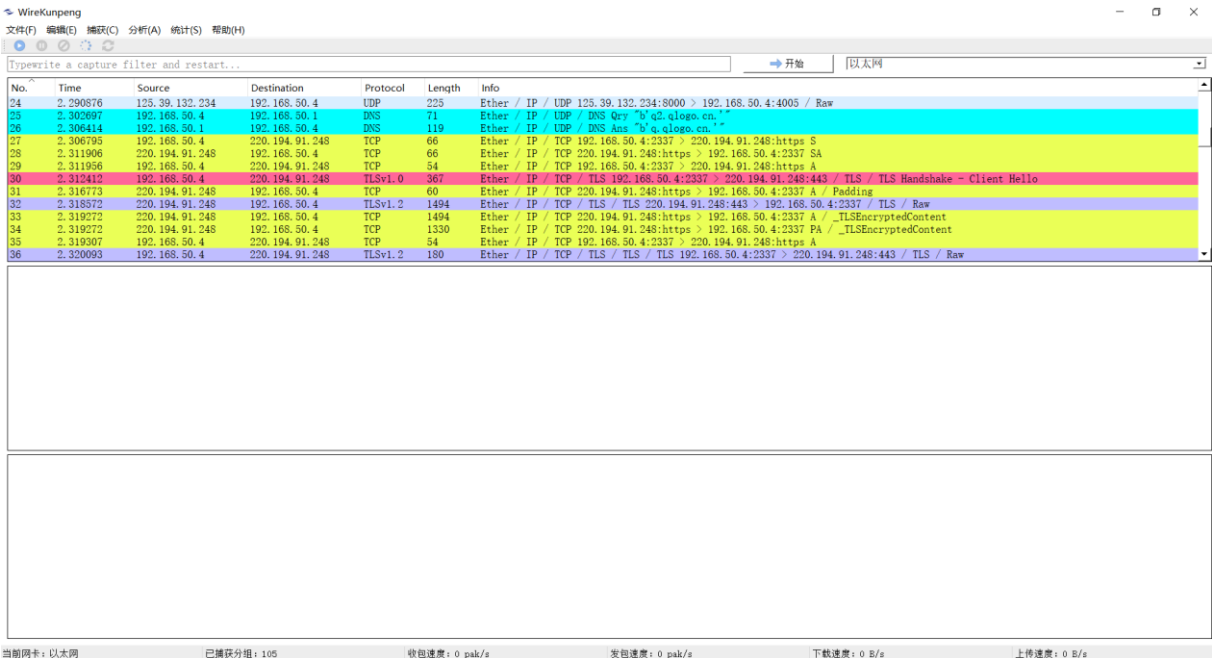 WireKunpeng
文件(F) 编辑(E) 捕获(C) 分析(A) 统计(S) 帮助(H)
Typewrite a capture filter and restart... 开始 以太网
No. Time Source Destination Protocol Length Info
24 2.290876 125.39.132.234 192.168.50.4 UDP 225 Ether / IP / UDP 125.39.132.234:8000 > 192.168.50.4:4005 / Raw
25 2.302697 192.168.50.4 192.168.50.1 DNS 71 Ether / IP / UDP / DNS Qry "b'q2.qlogo.cn.'"
26 2.306414 192.168.50.1 192.168.50.4 DNS 119 Ether / IP / UDP / DNS Ans "b'q.qlogo.cn.'"
27 2.306795 192.168.50.4 220.194.91.248 TCP 66 Ether / IP / TCP 192.168.50.4:2337 > 220.194.91.248:https S
28 2.311906 220.194.91.248 192.168.50.4 TCP 66 Ether / IP / TCP 220.194.91.248:https > 192.168.50.4:2337 SA
29 2.311956 192.168.50.4 220.194.91.248 TCP 54 Ether / IP / TCP 192.168.50.4:2337 > 220.194.91.248:https A
30 2.312412 192.168.50.4 220.194.91.248 TLSv1.0 367 Ether / IP / TCP / TLS 192.168.50.4:2337 > 220.194.91.248:443 / TLS / TLS Handshake - Client Hello
31 2.316773 220.194.91.248 192.168.50.4 TCP 60 Ether / IP / TCP 220.194.91.248:https > 192.168.50.4:2337 A / Padding
32 2.318572 220.194.91.248 192.168.50.4 TLSv1.2 1494 Ether / IP / TCP / TLS / TLS 220.194.91.248:443 > 192.168.50.4:2337 / TLS / Raw
33 2.319272 220.194.91.248 192.168.50.4 TCP 1494 Ether / IP / TCP 220.194.91.248:https > 192.168.50.4:2337 A / _TLSEncryptedContent
34 2.319272 220.194.91.248 192.168.50.4 TCP 1330 Ether / IP / TCP 220.194.91.248:https > 192.168.50.4:2337 PA / _TLSEncryptedContent
35 2.319307 192.168.50.4 220.194.91.248 TCP 54 Ether / IP / TCP 192.168.50.4:2337 > 220.194.91.248:https A
36 2.320093 192.168.50.4 220.194.91.248 TLSv1.2 180 Ether / IP / TCP / TLS / TLS / TLS 192.168.50.4:2337 > 220.194.91.248:443 / TLS / Raw
当前网卡：以太网 已捕获分组：105 收包速度：0 pak/s 发包速度：0 pak/s 下载速度：0 B/s 上传速度：0 B/s